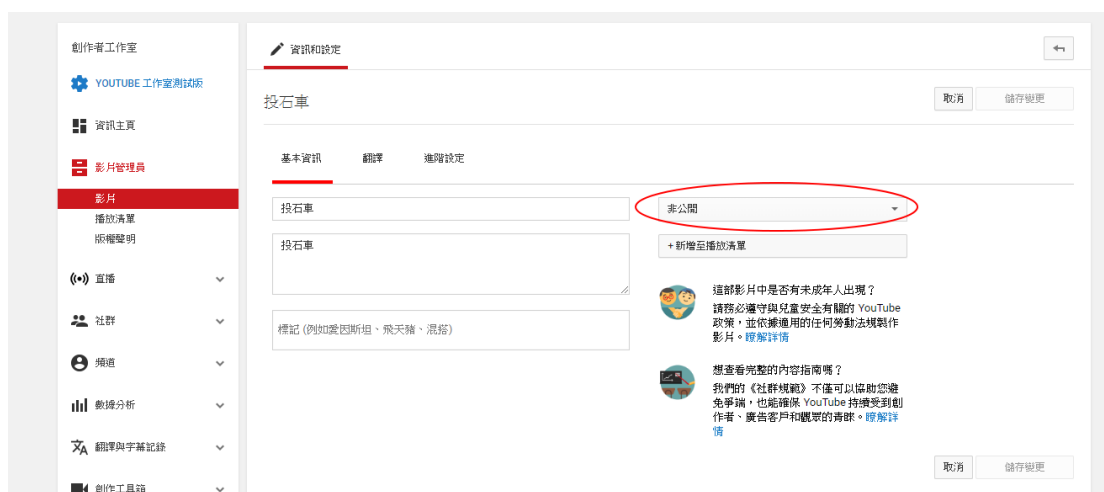 創作者工作室
YOUTUBE 工作室測試版
資訊主頁
影片管理員
影片
播放清單
版權聲明
直播
社群
頻道
數據分析
翻譯與字幕記錄
創作工具箱
資訊和設定
投石車
取消
儲存變更
基本資訊
翻譯
進階設定
投石車
投石車
標記 (例如愛因斯坦、飛天豬、混搭)
非公開
+ 新增至播放清單
這部影片中是否有未成年人出現？
請務必遵守與兒童安全有關的 YouTube
政策，並依據適用的任何勞動法規製作
影片。瞭解詳情
想查看完整的內容指南嗎？
我們的《社群規範》不僅可以協助您避
免爭端，也能確保 YouTube 持續受到創
作者、廣告客戶和觀眾的青睞。瞭解詳
情
取消
儲存變更